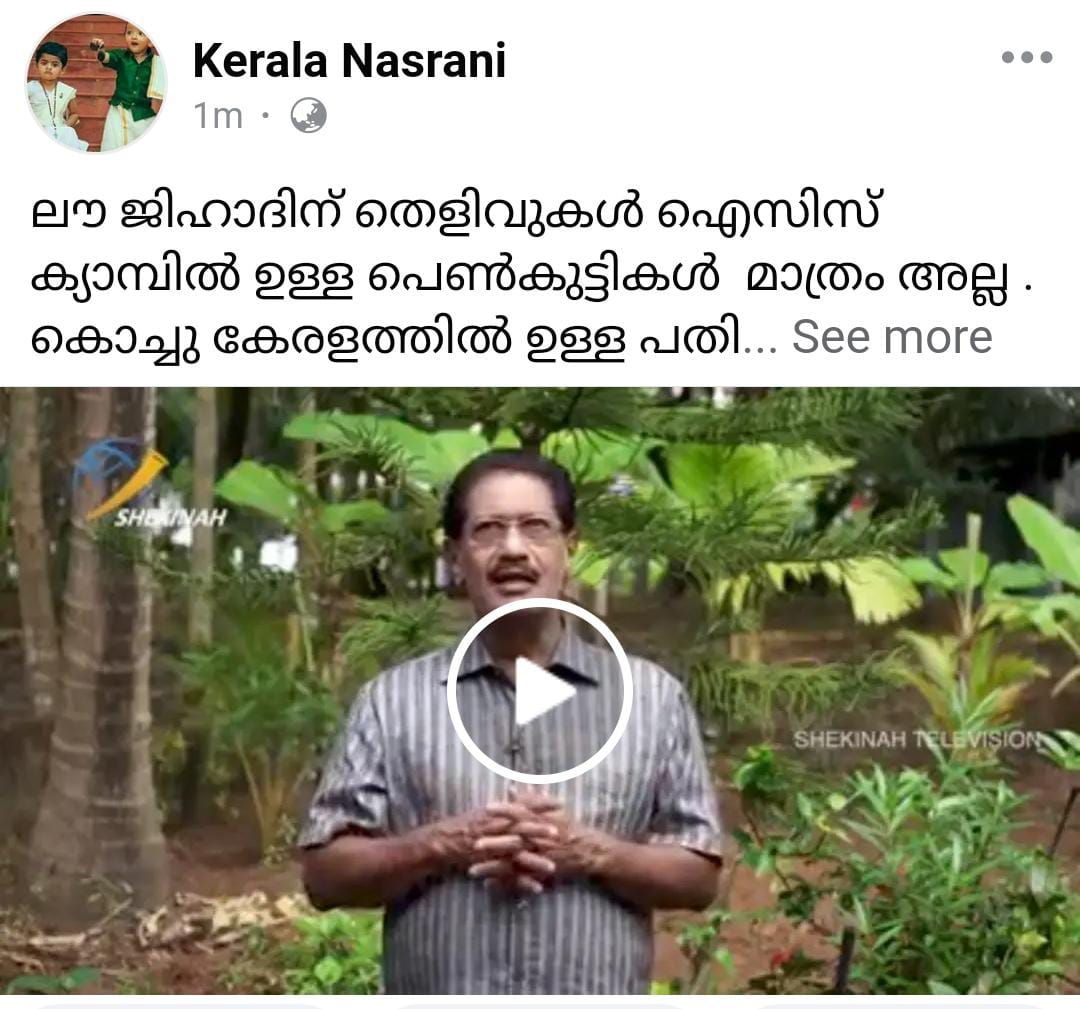 Kerala Nasrani
1m ·
ലൗ ജിഹാദിന് തെളിവുകൾ ഐസിസ്
ക്യാമ്പിൽ ഉള്ള പെൺകുട്ടികൾ മാത്രം അല്ല .
കൊച്ചു കേരളത്തിൽ ഉള്ള പതി... See more
SHEKINAH
SHEKINAH TELEVISION